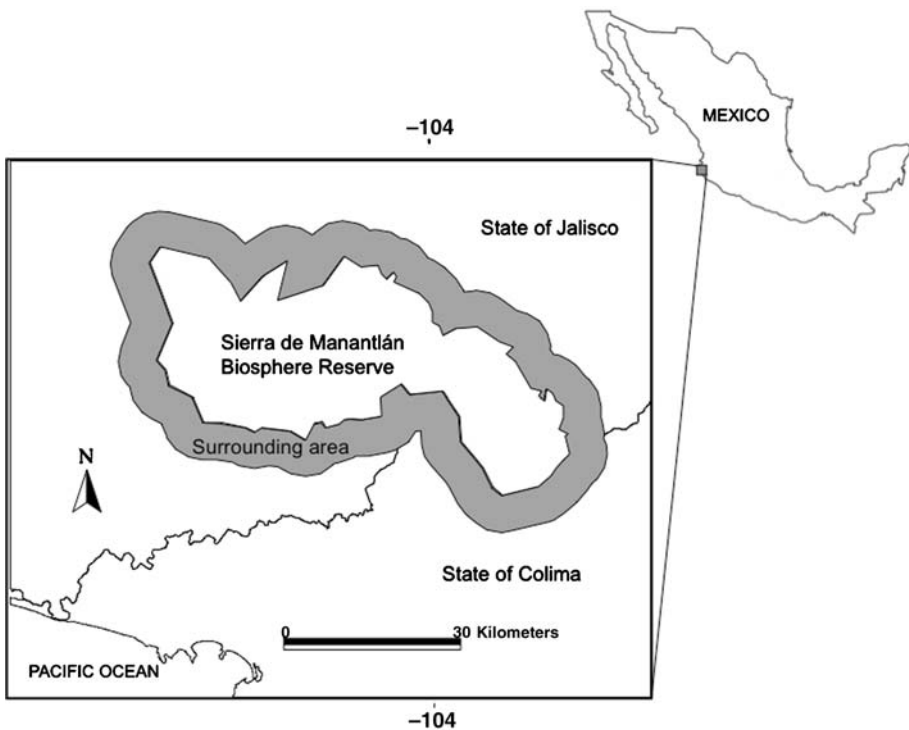 MEXICO
–104
State of Jalisco
Sierra de Manantlán
Biosphere Reserve
Surrounding area
N
State of Colima
0 30 Kilometers
PACIFIC OCEAN
–104